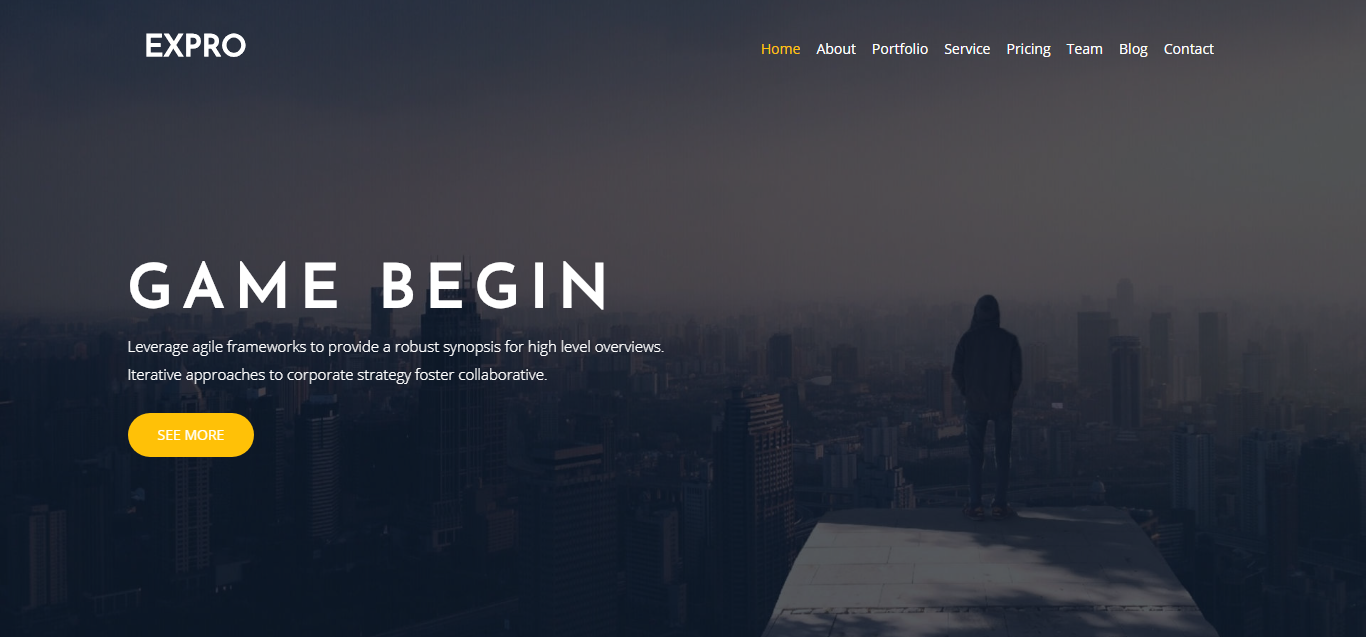 EXPRO
Home About Portfolio Service Pricing Team Blog Contact
GAME BEGIN
Leverage agile frameworks to provide a robust synopsis for high level overviews.
Iterative approaches to corporate strategy foster collaborative.
SEE MORE